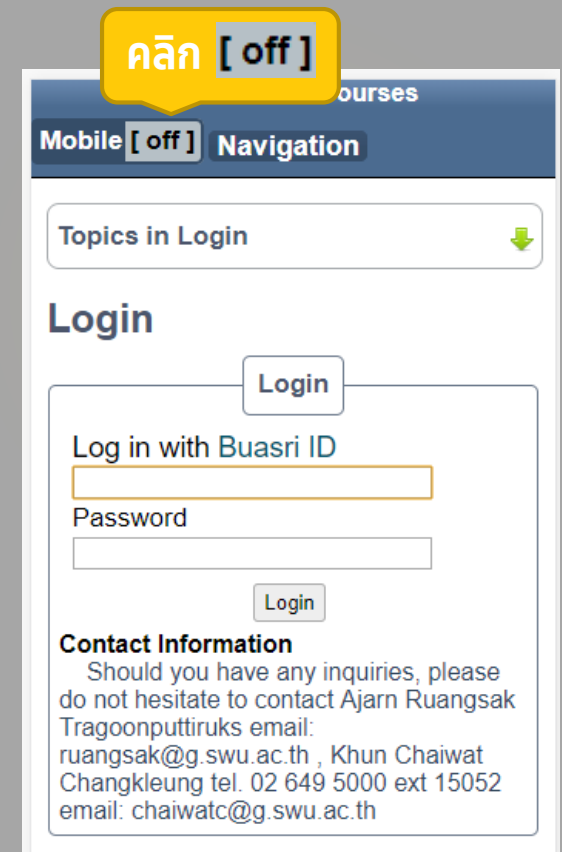 คลิก [ off ]
ourses
Mobile [ off ] Navigation
Topics in Login
Login
Login
Log in with Buasri ID
Password
Login
Contact Information
Should you have any inquiries, please
do not hesitate to contact Ajarn Ruangsak
Tragoonputtiruks email:
ruangsak@g.swu.ac.th , Khun Chaiwat
Changkleung tel. 02 649 5000 ext 15052
email: chaiwatc@g.swu.ac.th